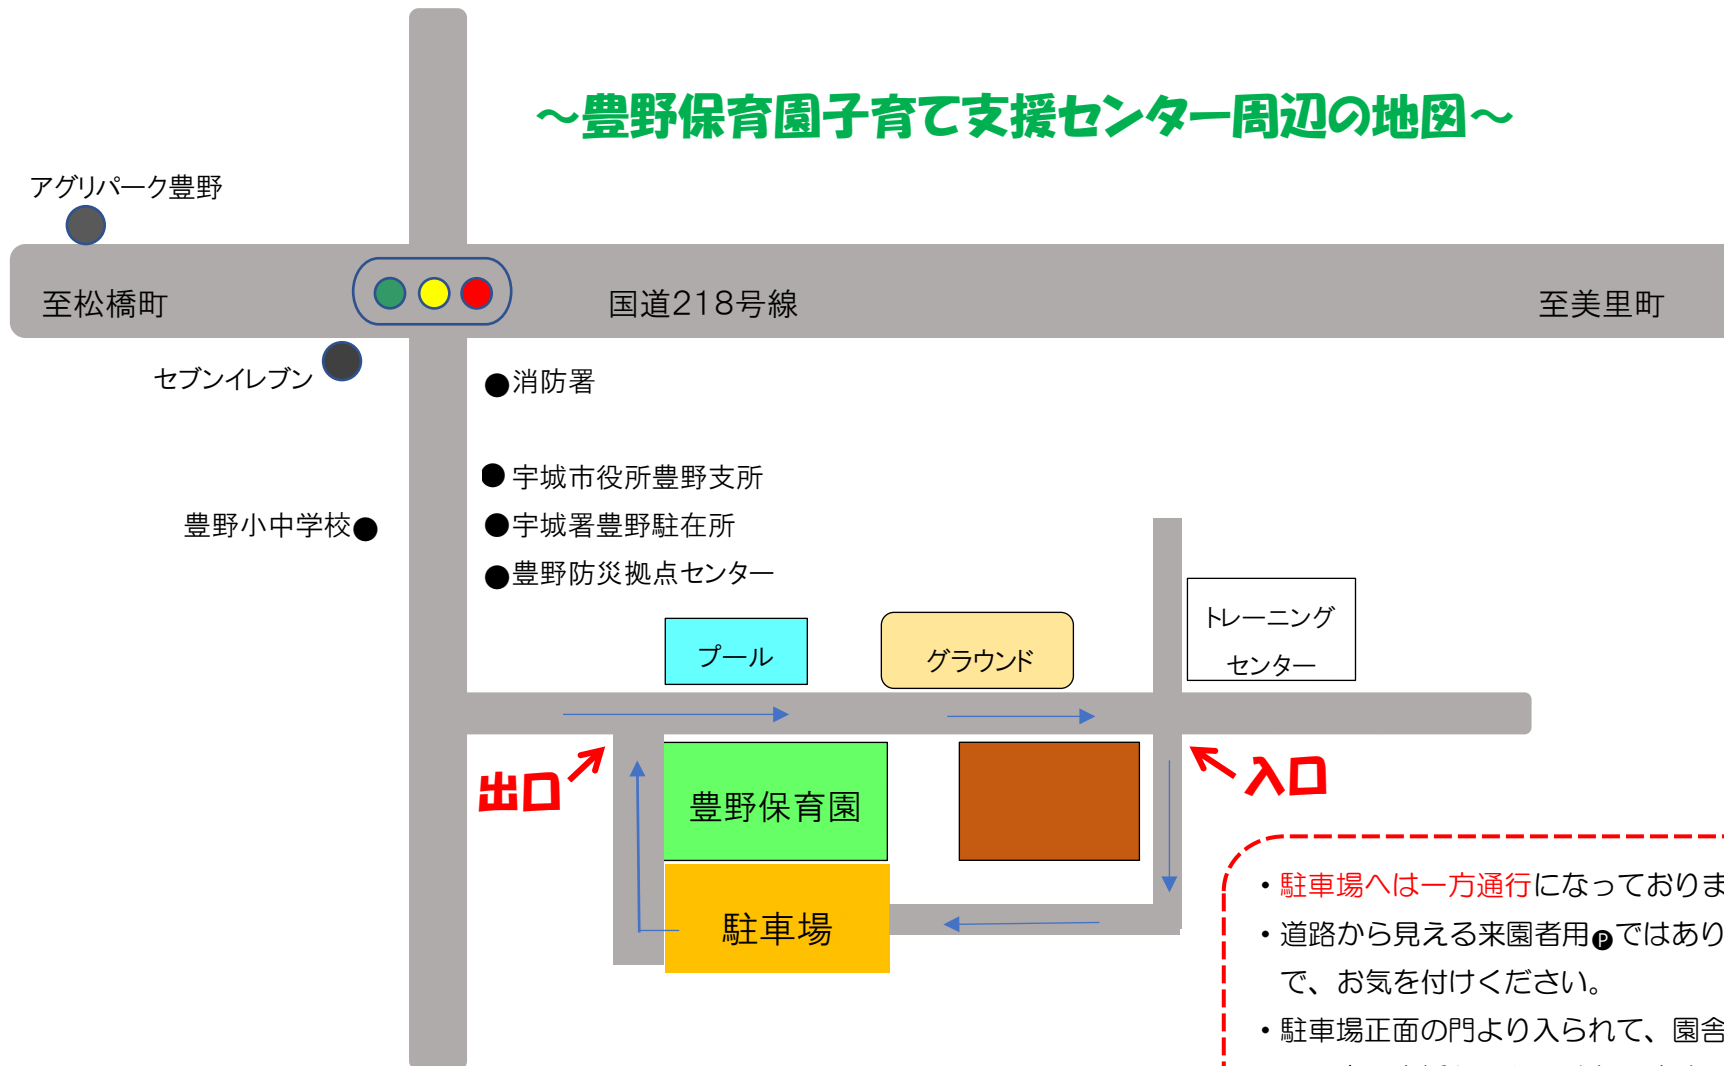 ～豊野保育園子育て支援センター周辺の地図～
アグリパーク豊野
至松橋町
国道218号線
至美里町
セブンイレブン
●消防署
●宇城市役所豊野支所
豊野小中学校●
●宇城署豊野駐在所
●豊野防災拠点センター
プール
グラウンド
トレーニング
センター
出口
入口
豊野保育園
駐車場
・駐車場へは一方通行になっておりま
・道路から見える来園者用🅟ではあり
で、お気を付けください。
・駐車場正面の門より入られて、園舎